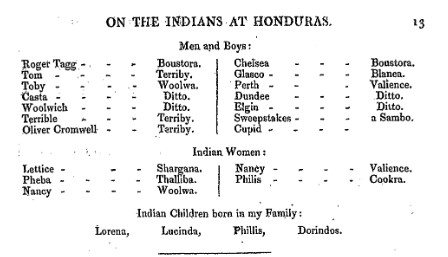 ON THE INDIANS AT HONDURAS. 13
Men and Boys:
Roger Tagg - - - Boustora. Chelsea - - - Boustora.
Tom - - - Terriby. Glasco - - - Blanea.
Toby - - - Woolwa. Perth - - - Valience.
Casta - - - Ditto. Dundee - - - Ditto.
Woolwich - - Ditto. Elgin - - - Ditto.
Terrible - - Terriby. Sweepstakes - - - a Sambo.
Oliver Cromwell - - Terriby. Cupid - - -
Indian Women:
Lettice - - - Shargana. Nancy - - - Valience.
Pheba - - - Thalliba. Philis - - - Cookra.
Nancy - - - Woolwa.
Indian Children born in my Family:
Lorena, Lucinda, Phillis, Dorindos.